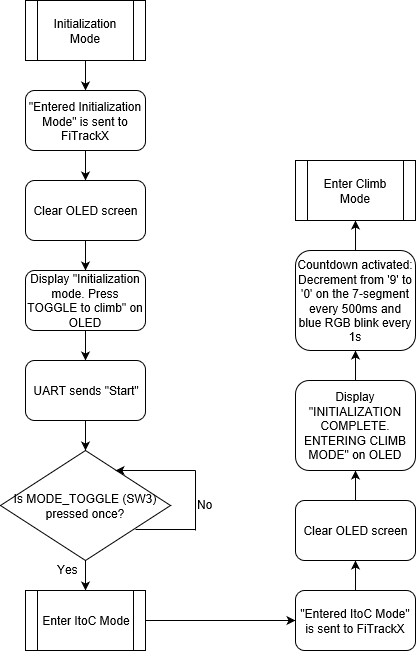 Initialization
Mode
"Entered Initialization
Mode" is sent to
FiTrackX
Clear OLED screen
Display "Initialization
mode. Press
TOGGLE to climb" on
OLED
UART sends "Start"
Is MODE_TOGGLE (SW3)
pressed once?
No
Yes
Enter ItoC Mode
"Entered ItoC Mode"
is sent to FiTrackX
Clear OLED screen
Display
"INITIALIZATION
COMPLETE.
ENTERING CLIMB
MODE" on OLED
Countdown activated:
Decrement from '9' to
'0' on the 7-segment
every 500ms and
blue RGB blink every
1s
Enter Climb
Mode